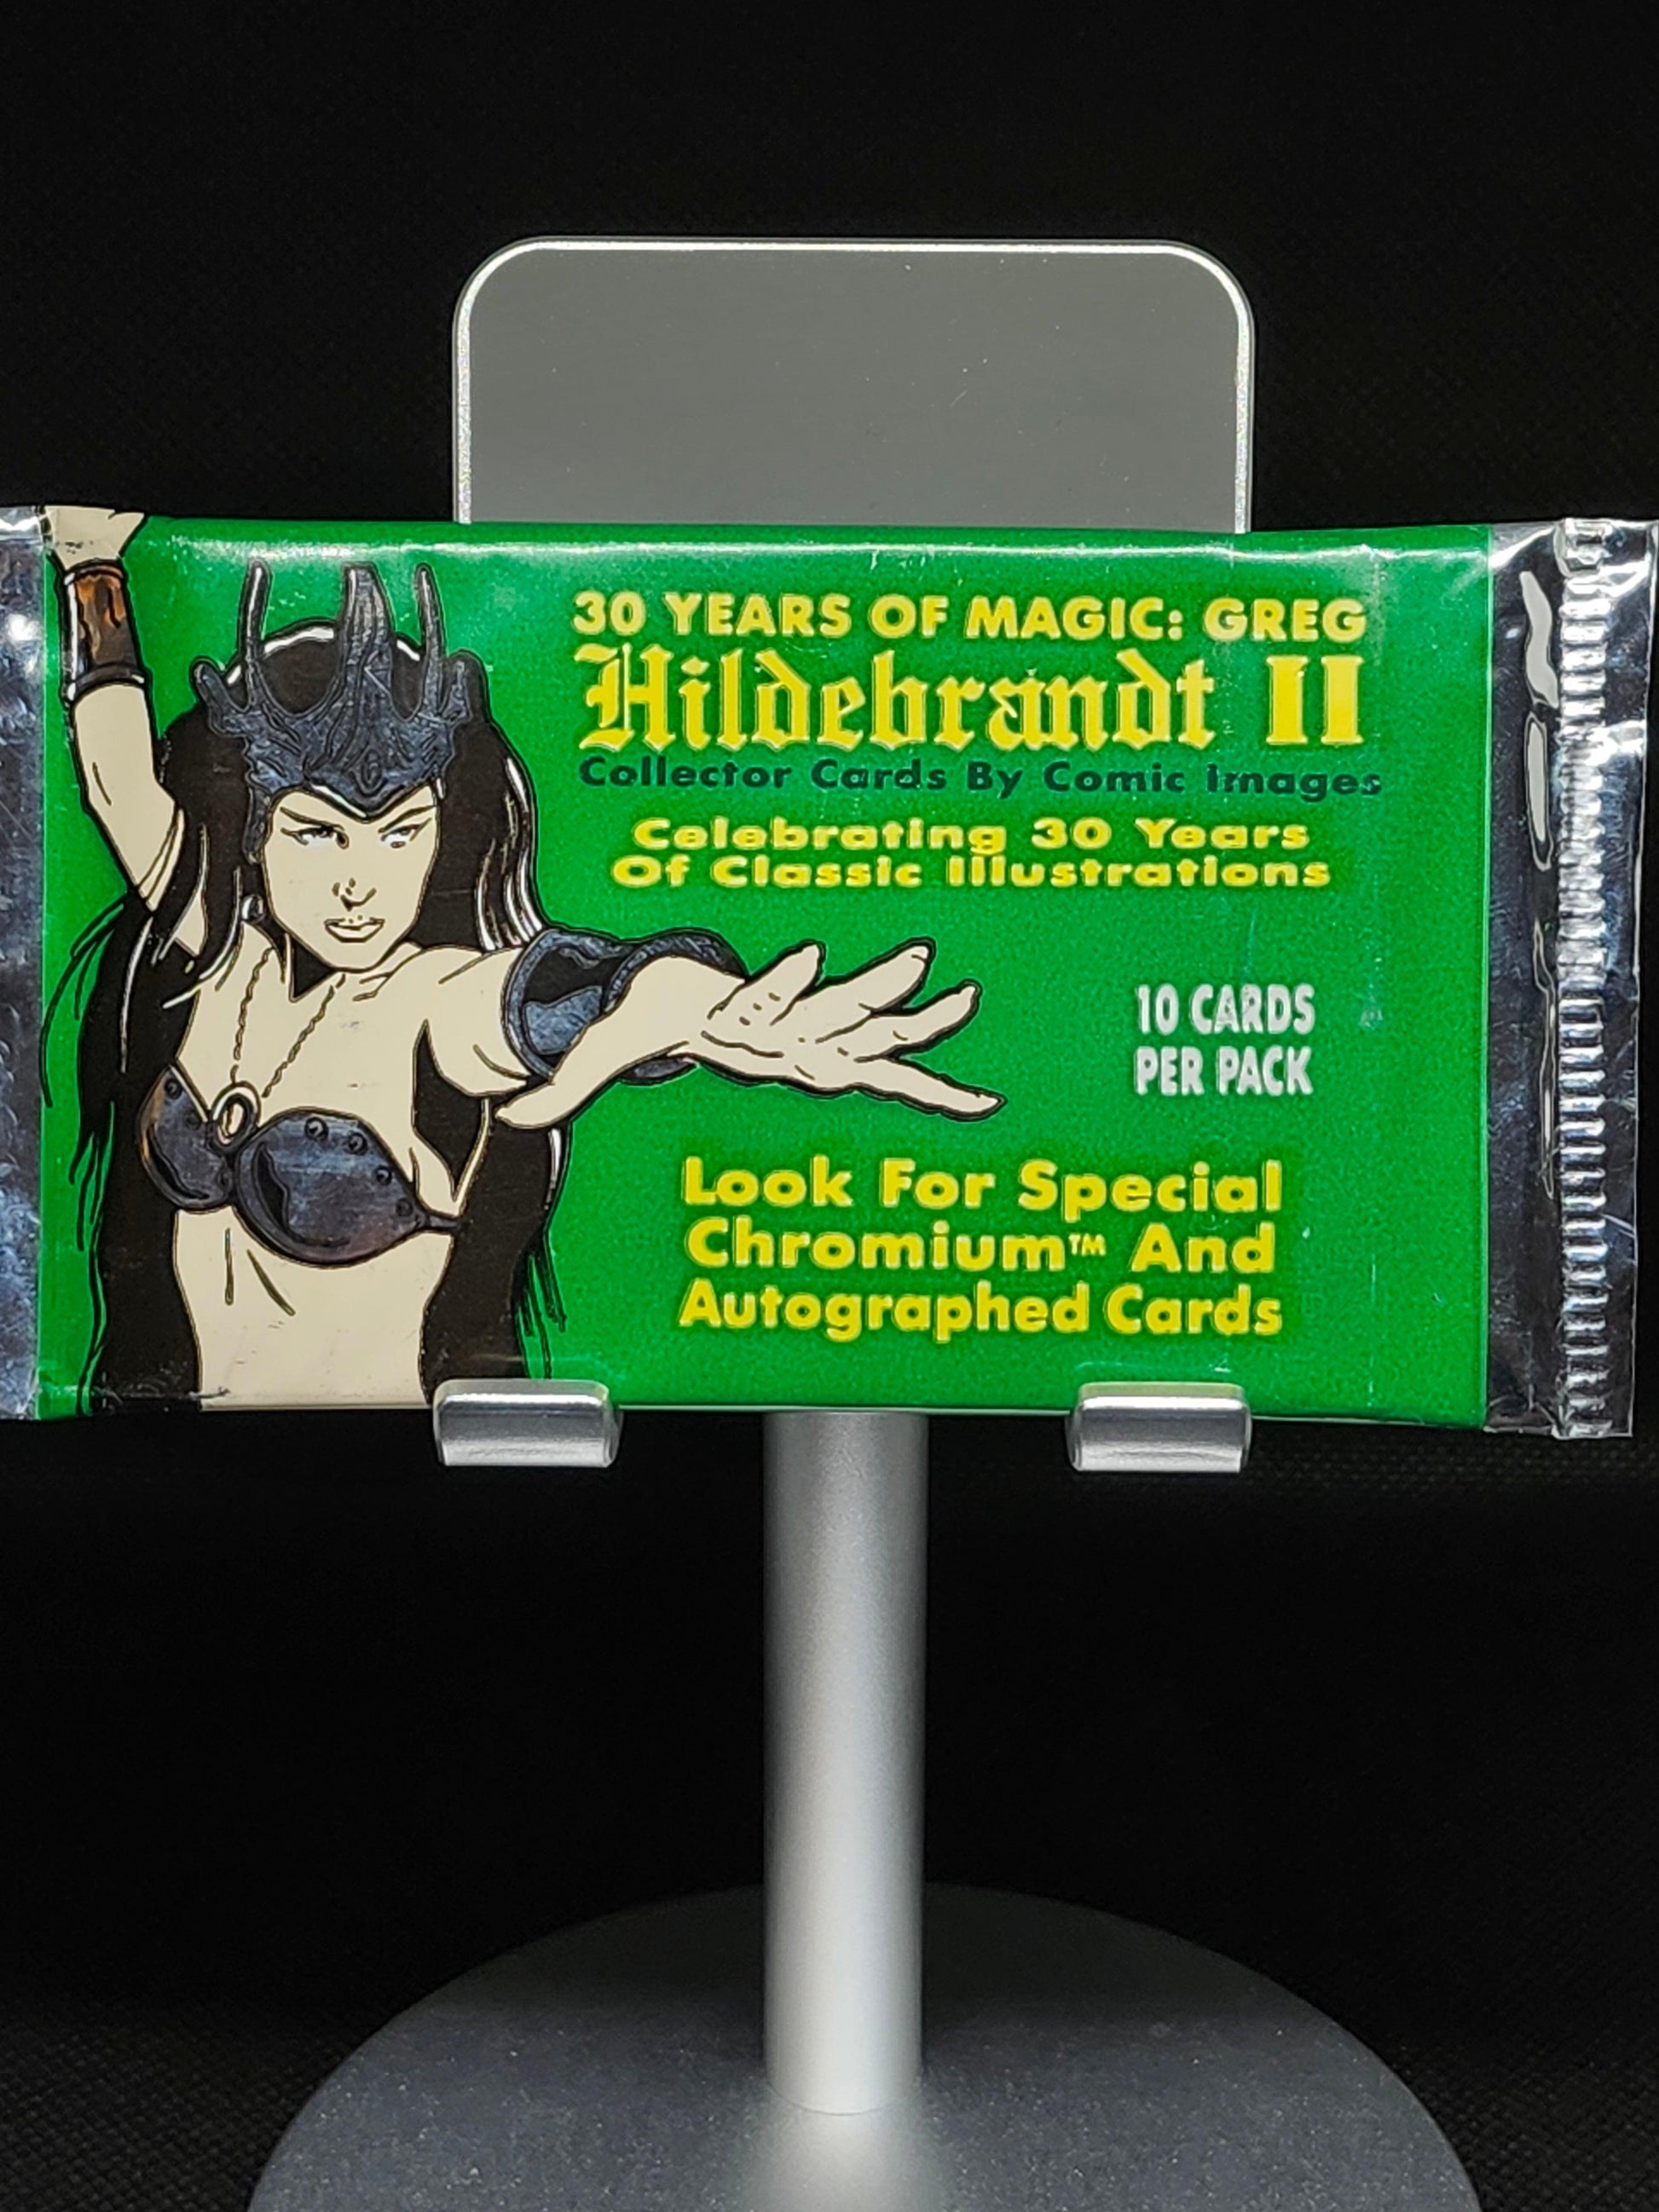 30 YEARS OF MAGIC: GREG
Hildebrandt II
Collector Cards By Comic Images
Celebrating 30 Years
Of Classic Illustrations
10 CARDS
PER PACK
Look For Special
Chromium™ And
Autographed Cards